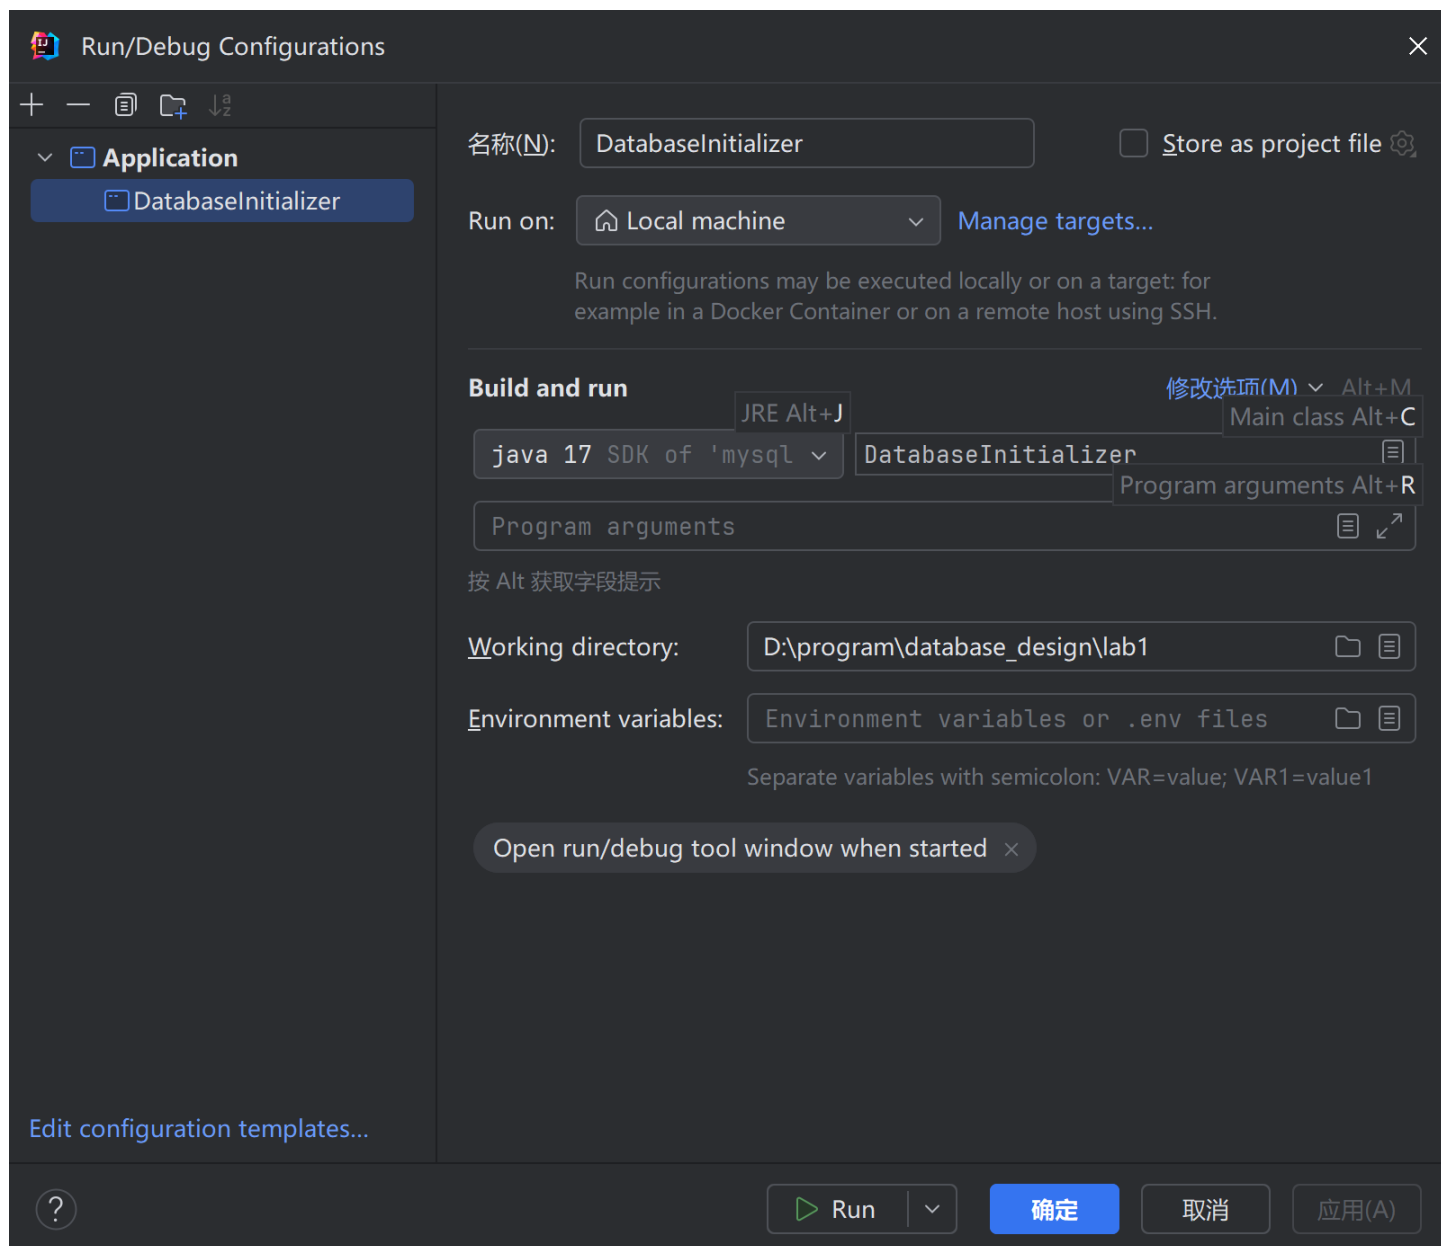 Run/Debug Configurations
Application
DatabaseInitializer
名称(N):
DatabaseInitializer
Store as project file
Run on:
Local machine
Manage targets...
Run configurations may be executed locally or on a target: for
example in a Docker Container or on a remote host using SSH.
Build and run
修改选项(M)
Alt+M
JRE Alt+J
Main class Alt+C
java 17 SDK of 'mysql
DatabaseInitializer
Program arguments Alt+R
Program arguments
按 Alt 获取字段提示
Working directory:
D:\program\database_design\lab1
Environment variables:
Environment variables or .env files
Separate variables with semicolon: VAR=value; VAR1=value1
Open run/debug tool window when started
Edit configuration templates...
?
Run
确定
取消
应用(A)